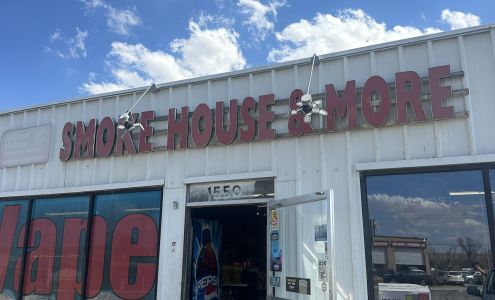 SMOKE HOUSE & MORE
1550
Vape
PEPSI